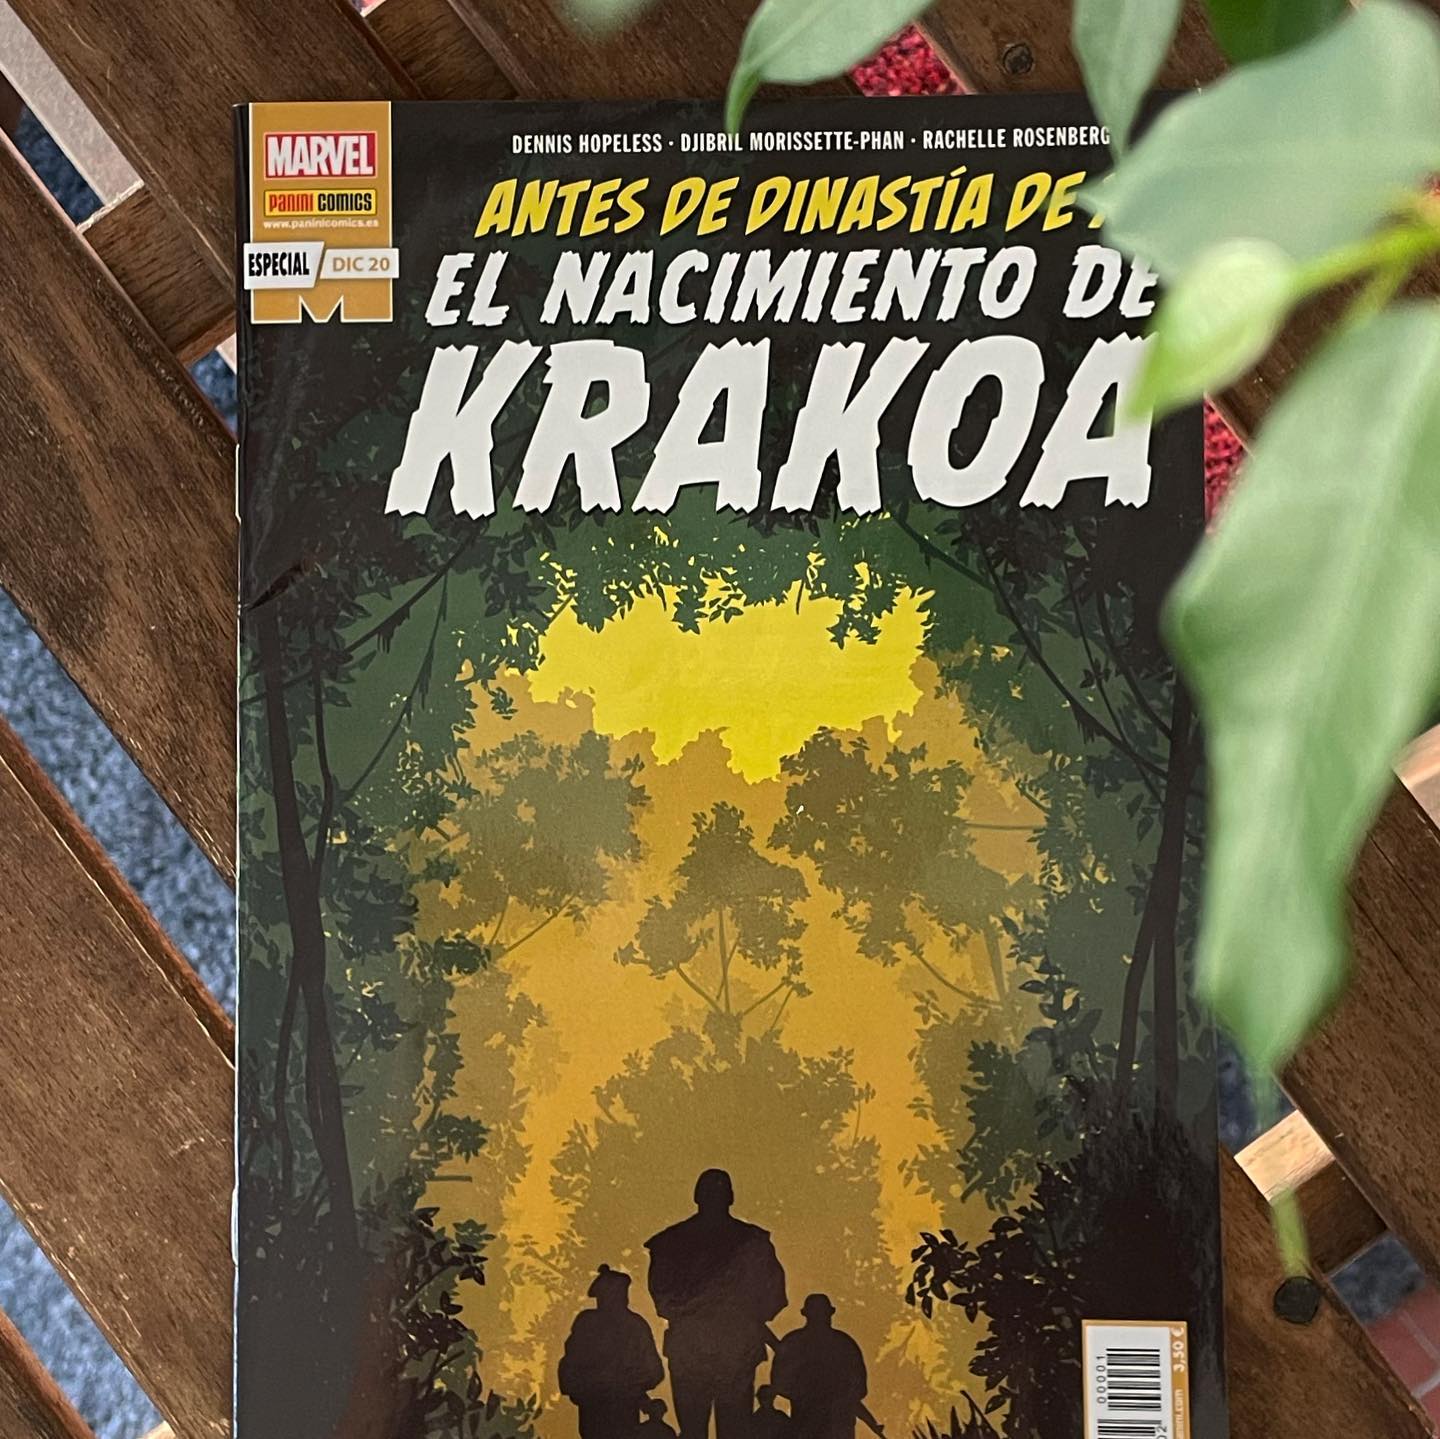 MARVEL
PANINI COMICS
www.paninicomics.es
ESPECIAL / DIC 20
DENNIS HOPELESS · DJIBRIL MORISSETTE-PHAN · RACHELLE ROSENBERG
ANTES DE DINASTÍA DE
EL NACIMIENTO DE
KRAKOA
00001
3,50 €